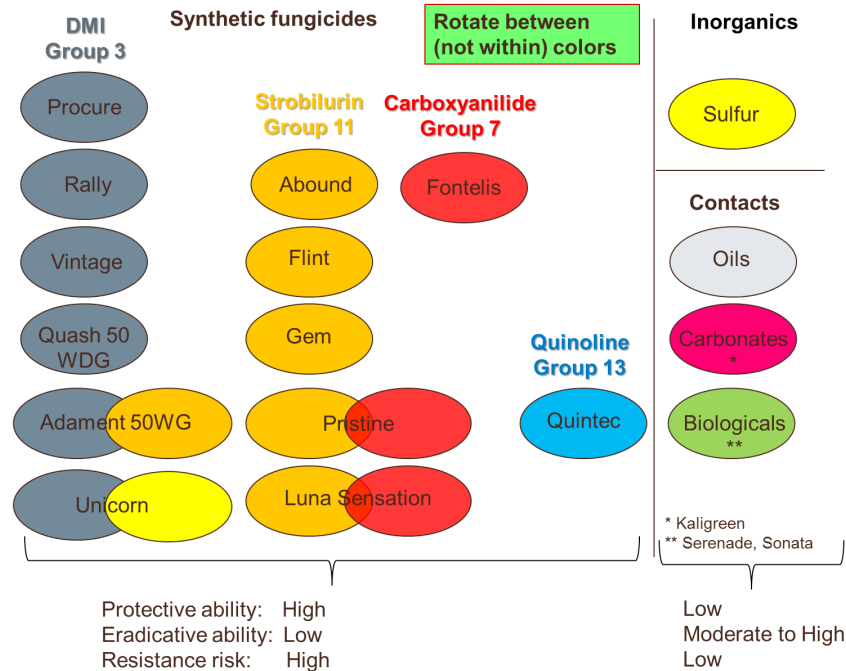 Synthetic fungicides
DMI
Group 3
Rotate between
(not within) colors
Inorganics
Strobilurin
Group 11
Carboxyanilide
Group 7
Procure
Sulfur
Rally
Abound
Fontelis
Contacts
Vintage
Flint
Oils
Quash 50
WDG
Gem
Quinoline
Group 13
Carbonates
*
Adament 50WG
Pristine
Quintec
Biologicals
**
Unicorn
Luna Sensation
* Kaligreen
** Serenade, Sonata
Protective ability: High
Eradicative ability: Low
Resistance risk: High
Low
Moderate to High
Low